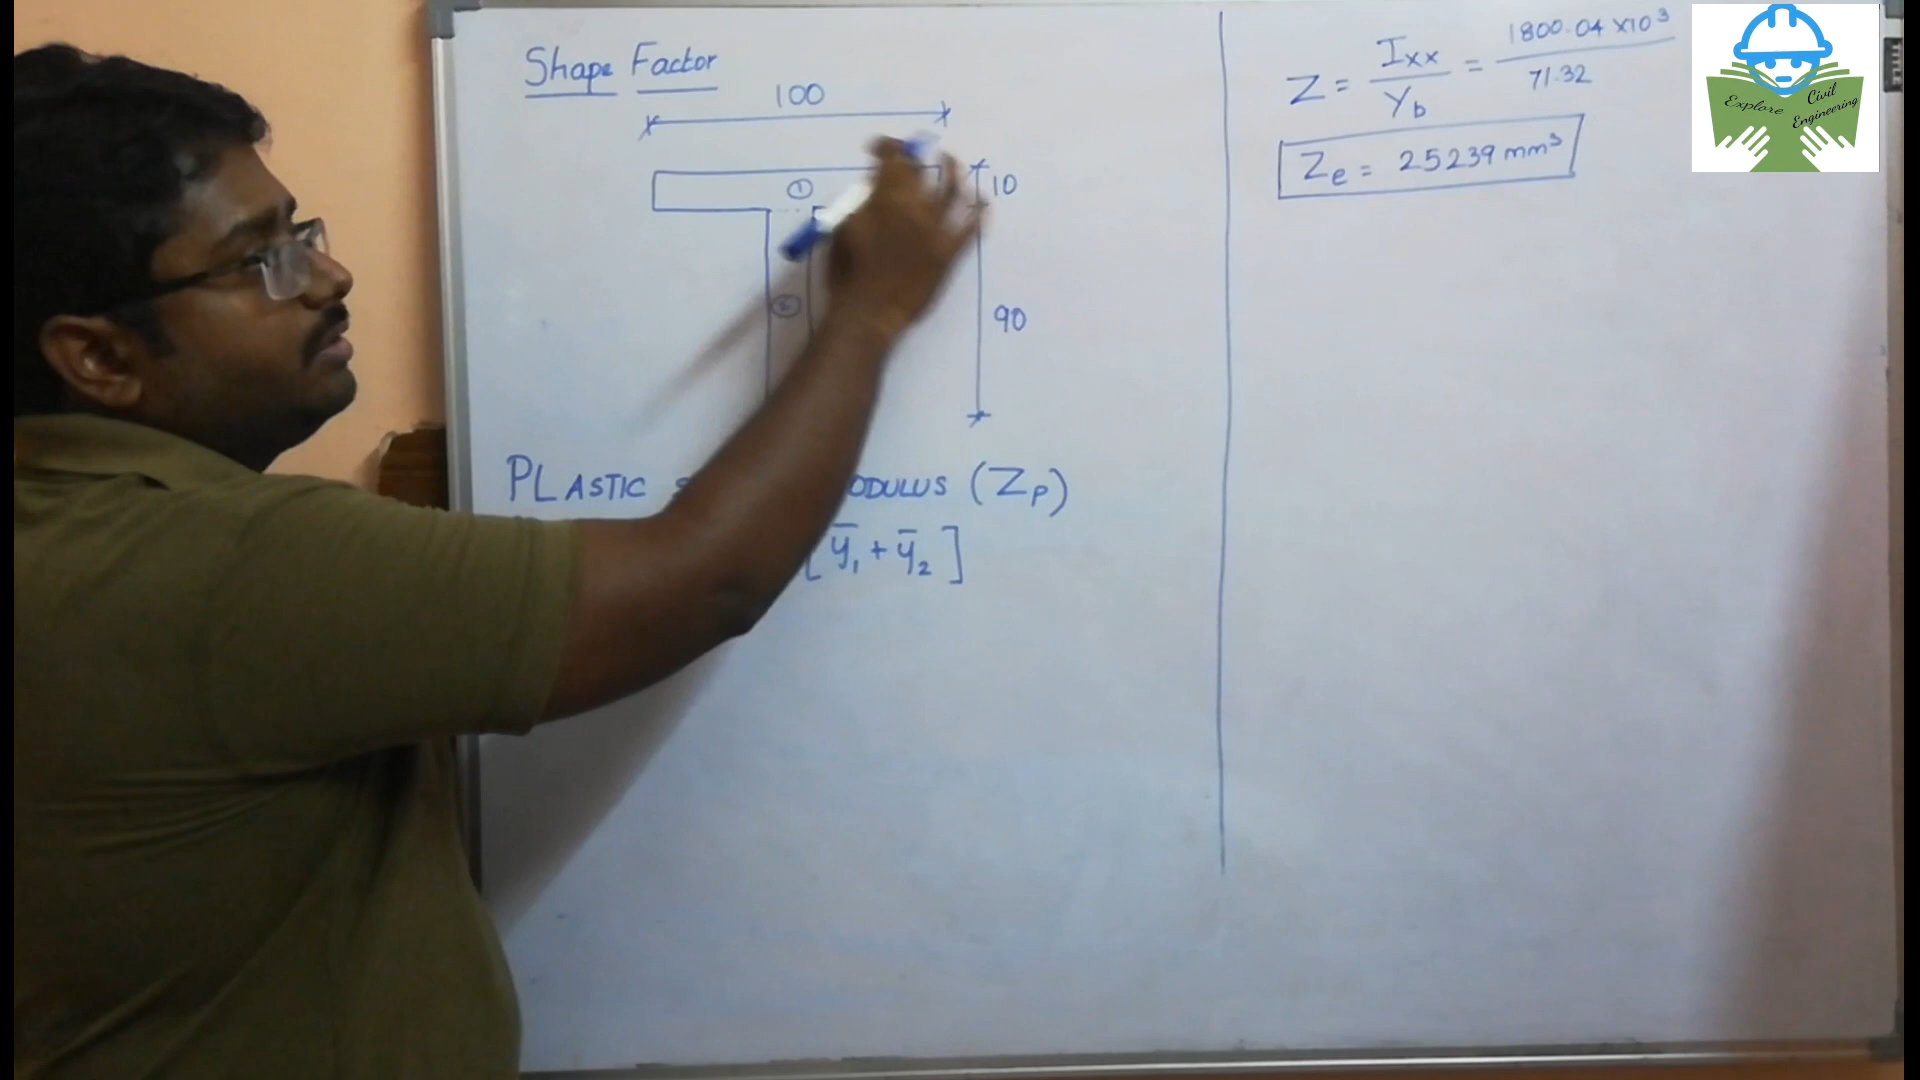 Shape Factor
100
① 10
② 90
PLASTIC ODULUS (Zp)
[ȳ₁ + ȳ₂]
Z = Ixx / Yb = 1800.04 x10³ / 71.32
Ze = 25239 mm³
Explore Civil Engineering
TITLE